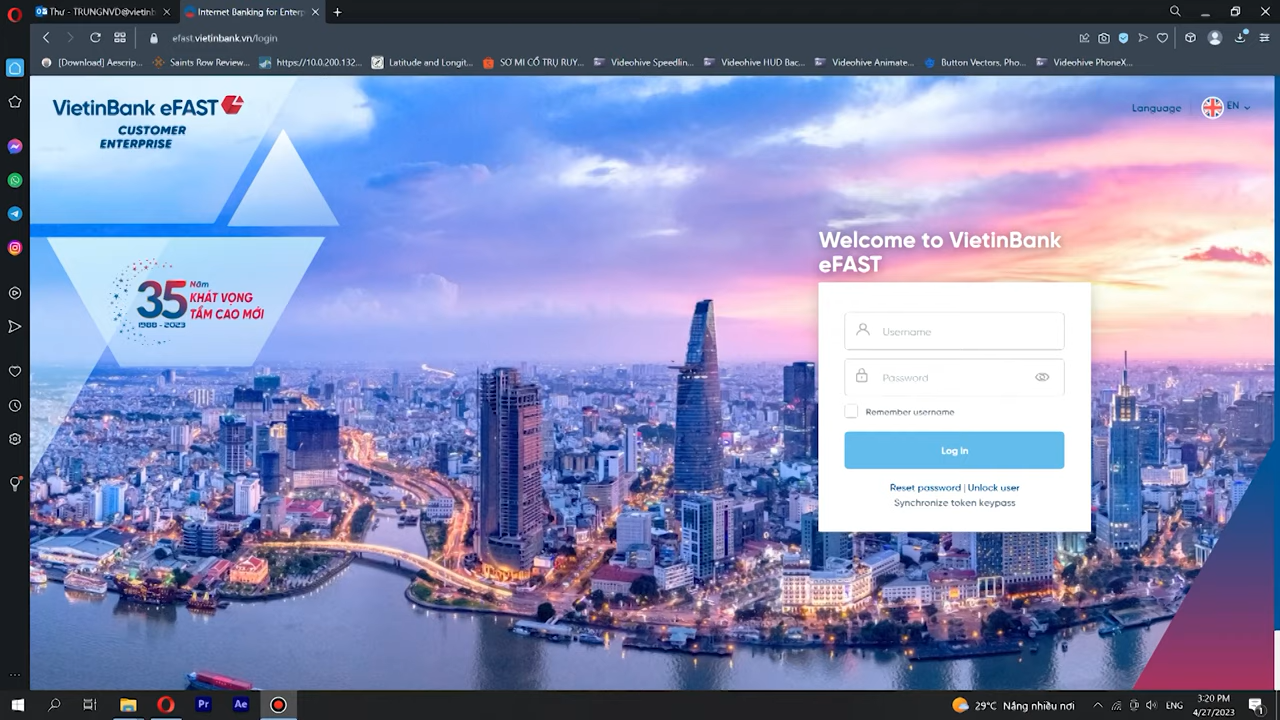 Thư - TRUNGNVD@vietinb
Internet Banking for Enterp
efast.vietinbank.vn/login
[Download] Aescrip...
Saints Row Review...
https://10.0.200.132...
Latitude and Longit...
SƠ MI CỔ TRỤ RUY...
Videohive Speedlin...
Videohive HUD Bac...
Videohive Animate...
Button Vectors, Pho...
Videohive PhoneX...
VietinBank eFAST
CUSTOMER
ENTERPRISE
Language
EN
35 Năm
KHÁT VỌNG
TẦM CAO MỚI
1988 - 2023
Welcome to VietinBank
eFAST
Username
Password
Remember username
Log In
Reset password | Unlock user
Synchronize token keypass
Pr
Ae
29°C Nắng nhiều nơi
ENG
3:20 PM
4/27/2023
1